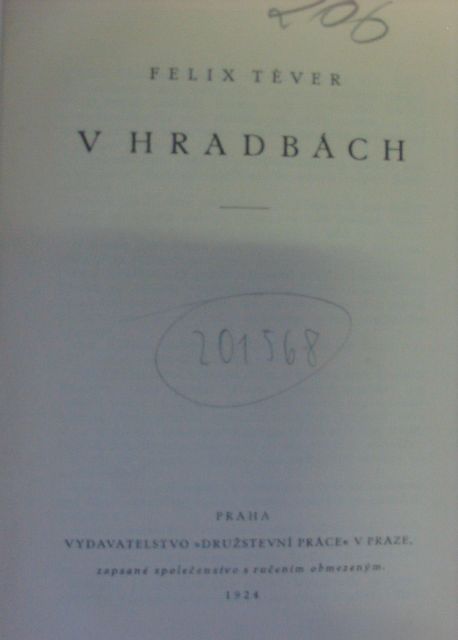 206
FELIX TÉVER
V HRADBÁCH
201568
PRAHA
VYDAVATELSTVO »DRUŽSTEVNÍ PRÁCE« V PRAZE,
zapsané společenstvo s ručením obmezeným.
1924